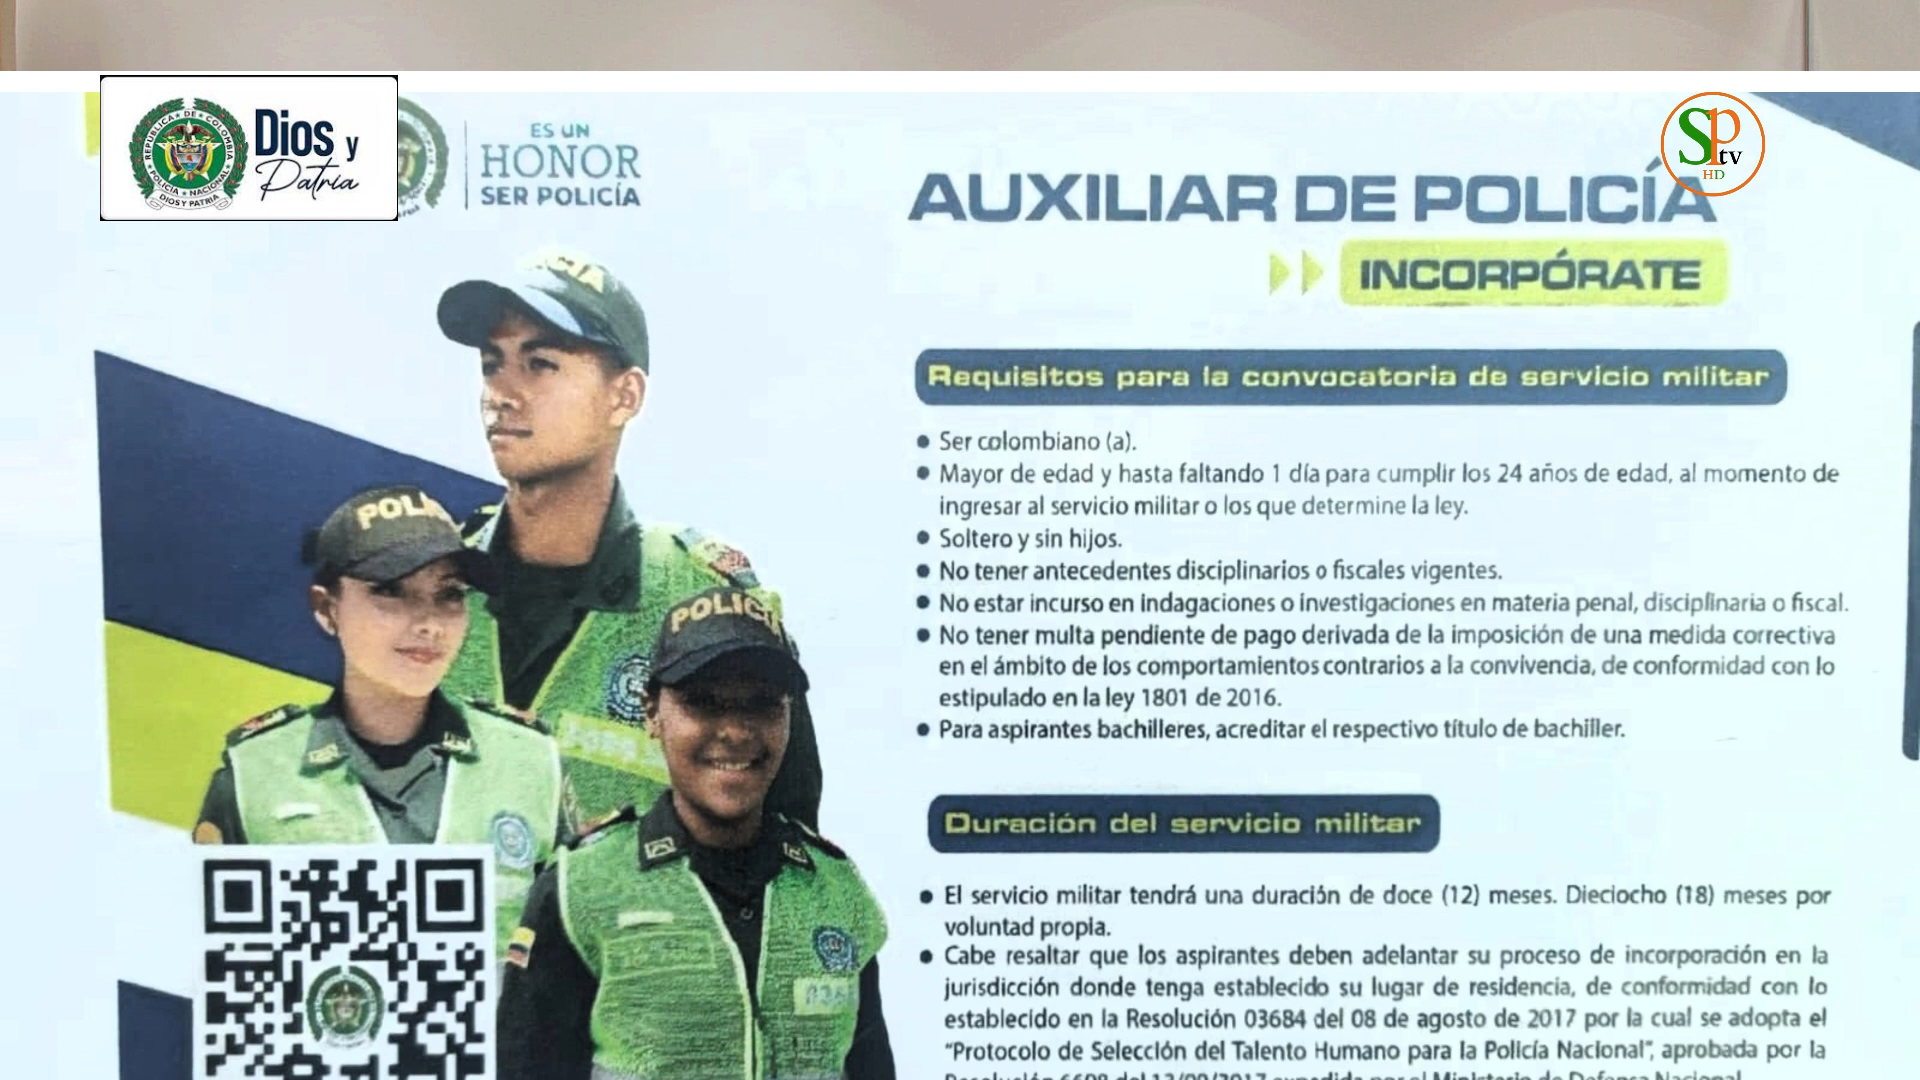 REPUBLICA DE COLOMBIA
POLICIA NACIONAL
DIOS Y PATRIA
Dios y
Patria
ES UN
HONOR
SER POLICÍA
SP
tv
HD
AUXILIAR DE POLICÍA
INCORPÓRATE
Requisitos para la convocatoria de servicio militar
• Ser colombiano (a).
• Mayor de edad y hasta faltando 1 día para cumplir los 24 años de edad, al momento de
ingresar al servicio militar o los que determine la ley.
• Soltero y sin hijos.
• No tener antecedentes disciplinarios o fiscales vigentes.
• No estar incurso en indagaciones o investigaciones en materia penal, disciplinaria o fiscal.
• No tener multa pendiente de pago derivada de la imposición de una medida correctiva
en el ámbito de los comportamientos contrarios a la convivencia, de conformidad con lo
estipulado en la ley 1801 de 2016.
• Para aspirantes bachilleres, acreditar el respectivo título de bachiller.
Duración del servicio militar
• El servicio militar tendrá una duración de doce (12) meses. Dieciocho (18) meses por
voluntad propia.
• Cabe resaltar que los aspirantes deben adelantar su proceso de incorporación en la
jurisdicción donde tenga establecido su lugar de residencia, de conformidad con lo
establecido en la Resolución 03684 del 08 de agosto de 2017 por la cual se adopta el
"Protocolo de Selección del Talento Humano para la Policía Nacional", aprobada por la
POLICIA